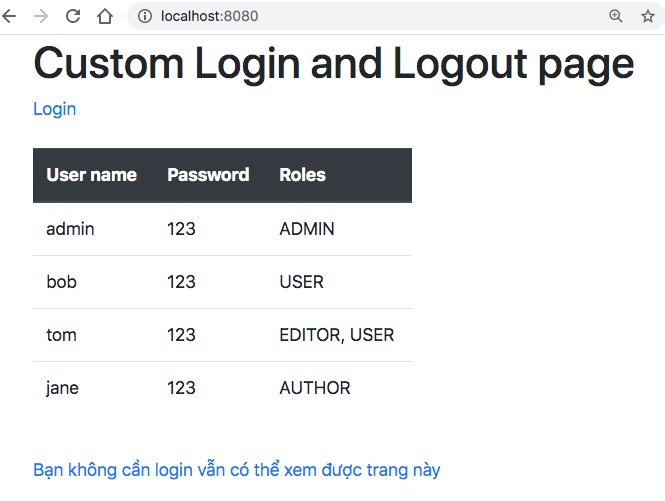 localhost:8080
Custom Login and Logout page
Login
User name Password Roles
admin 123 ADMIN
bob 123 USER
tom 123 EDITOR, USER
jane 123 AUTHOR
Bạn không cần login vẫn có thể xem được trang này